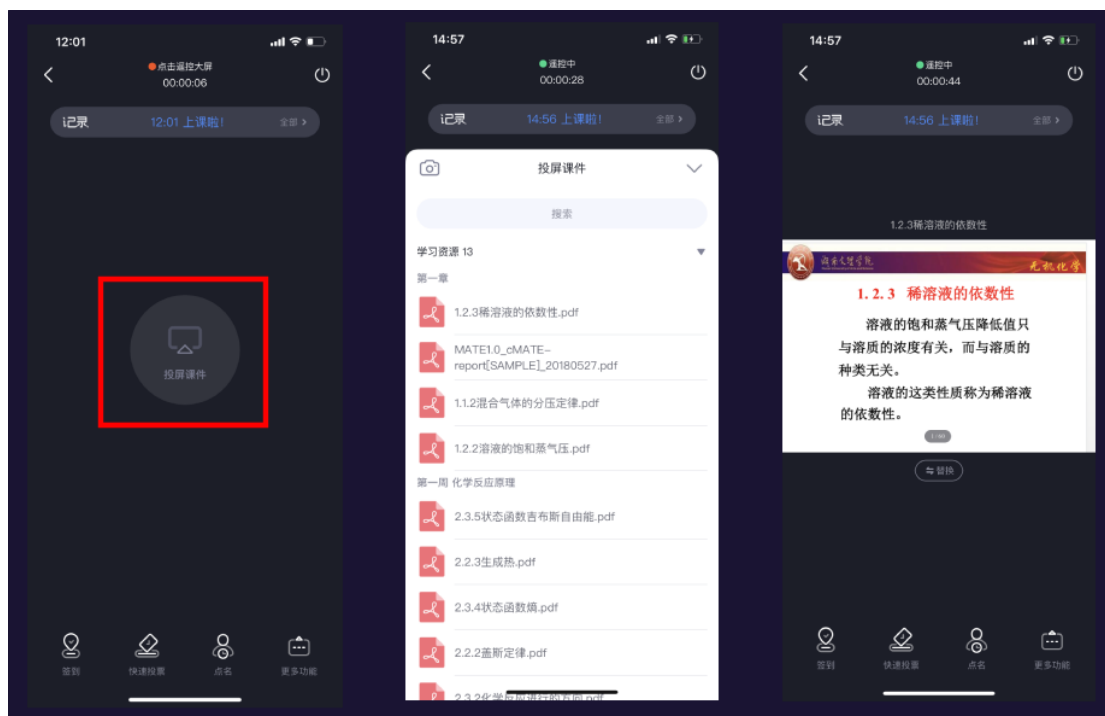 12:01
点击遥控大屏
00:00:06
记录 12:01 上课啦! 全部 >
投屏课件
签到 快速投票 点名 更多功能
14:57
遥控中
00:00:28
记录 14:56 上课啦! 全部 >
投屏课件
搜索
学习资源 13
第一章
1.2.3稀溶液的依数性.pdf
MATE1.0_cMATE-
report[SAMPLE]_20180527.pdf
1.1.2混合气体的分压定律.pdf
1.2.2溶液的饱和蒸气压.pdf
第一周 化学反应原理
2.3.5状态函数吉布斯自由能.pdf
2.2.3生成热.pdf
2.3.4状态函数熵.pdf
2.2.2盖斯定律.pdf
2.3.2化学反应进行的方向.pdf
14:57
遥控中
00:00:44
记录 14:56 上课啦! 全部 >
1.2.3稀溶液的依数性
无机化学
1.2.3 稀溶液的依数性
溶液的饱和蒸气压降低值只
与溶质的浓度有关，而与溶质的
种类无关。
溶液的这类性质称为稀溶液
的依数性。
替换
签到 快速投票 点名 更多功能